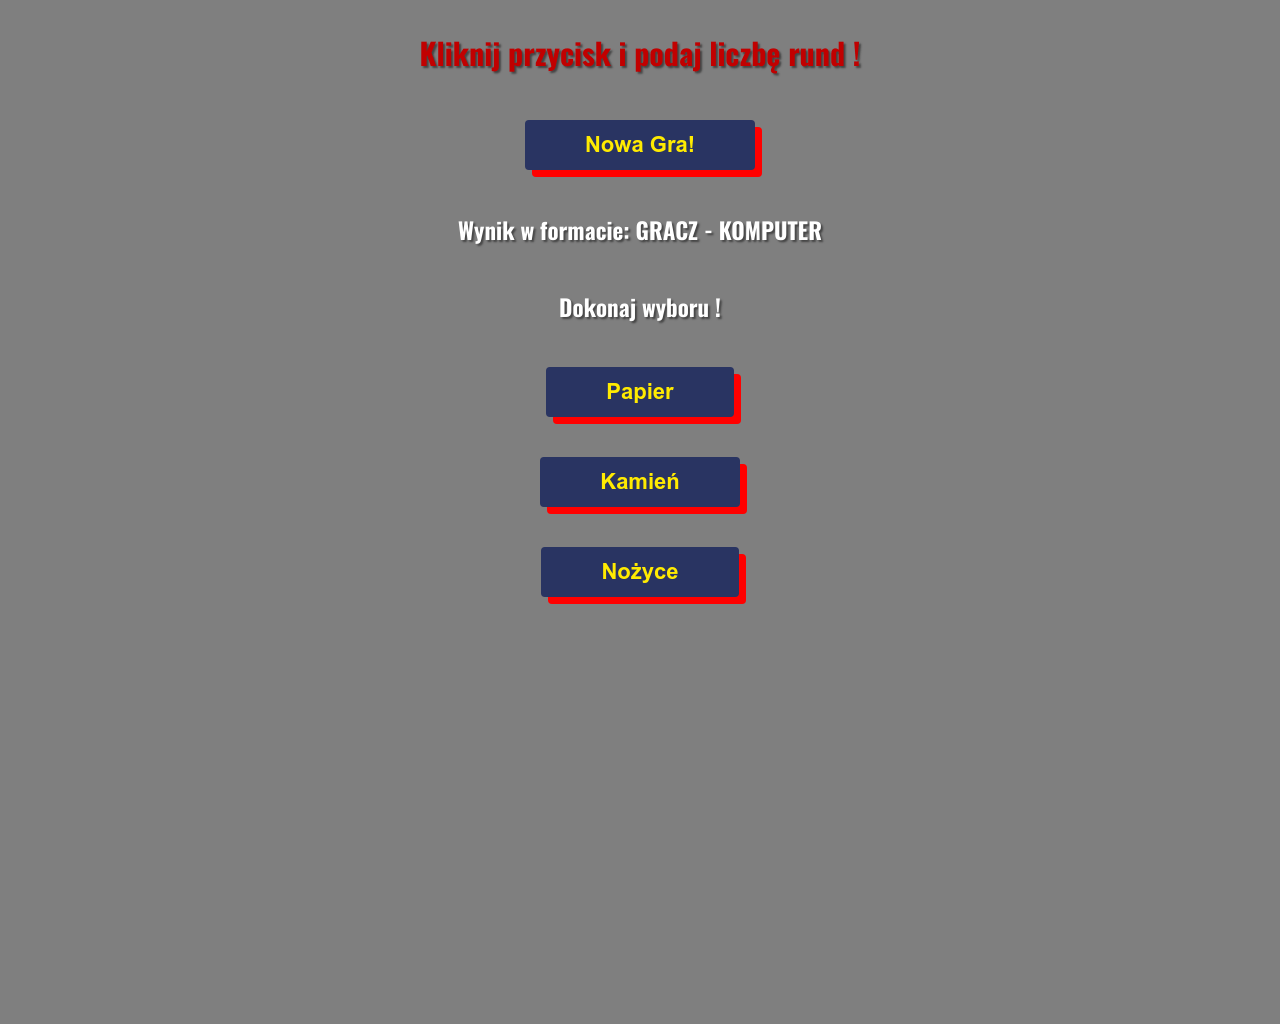 Kliknij przycisk i podaj liczbę rund !
Nowa Gra!
Wynik w formacie: GRACZ - KOMPUTER
Dokonaj wyboru !
Papier
Kamień
Nożyce